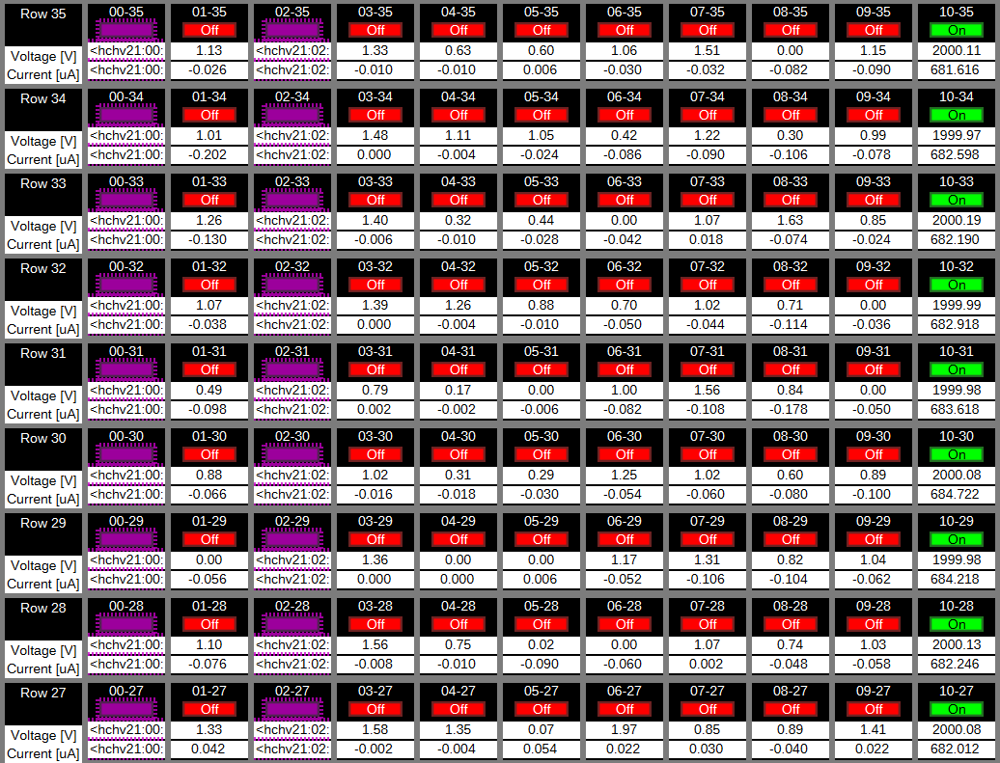 Row 35 00-35 01-35 02-35 03-35 04-35 05-35 06-35 07-35 08-35 09-35 10-35
Off Off Off Off Off Off Off Off On
Voltage [V] <hchv21:00: 1.13 <hchv21:02: 1.33 0.63 0.60 1.06 1.51 0.00 1.15 2000.11
Current [uA] <hchv21:00: -0.026 <hchv21:02: -0.010 -0.010 0.006 -0.030 -0.032 -0.082 -0.090 681.616
Row 34 00-34 01-34 02-34 03-34 04-34 05-34 06-34 07-34 08-34 09-34 10-34
Off Off Off Off Off Off Off Off On
Voltage [V] <hchv21:00: 1.01 <hchv21:02: 1.48 1.11 1.05 0.42 1.22 0.30 0.99 1999.97
Current [uA] <hchv21:00: -0.202 <hchv21:02: 0.000 -0.004 -0.024 -0.086 -0.090 -0.106 -0.078 682.598
Row 33 00-33 01-33 02-33 03-33 04-33 05-33 06-33 07-33 08-33 09-33 10-33
Off Off Off Off Off Off Off Off On
Voltage [V] <hchv21:00: 1.26 <hchv21:02: 1.40 0.32 0.44 0.00 1.07 1.63 0.85 2000.19
Current [uA] <hchv21:00: -0.130 <hchv21:02: -0.006 -0.010 -0.028 -0.042 0.018 -0.074 -0.024 682.190
Row 32 00-32 01-32 02-32 03-32 04-32 05-32 06-32 07-32 08-32 09-32 10-32
Off Off Off Off Off Off Off Off On
Voltage [V] <hchv21:00: 1.07 <hchv21:02: 1.39 1.26 0.88 0.70 1.02 0.71 0.00 1999.99
Current [uA] <hchv21:00: -0.038 <hchv21:02: 0.000 -0.004 -0.010 -0.050 -0.044 -0.114 -0.036 682.918
Row 31 00-31 01-31 02-31 03-31 04-31 05-31 06-31 07-31 08-31 09-31 10-31
Off Off Off Off Off Off Off Off On
Voltage [V] <hchv21:00: 0.49 <hchv21:02: 0.79 0.17 0.00 1.00 1.56 0.84 0.00 1999.98
Current [uA] <hchv21:00: -0.098 <hchv21:02: 0.002 -0.002 -0.006 -0.082 -0.108 -0.178 -0.050 683.618
Row 30 00-30 01-30 02-30 03-30 04-30 05-30 06-30 07-30 08-30 09-30 10-30
Off Off Off Off Off Off Off Off On
Voltage [V] <hchv21:00: 0.88 <hchv21:02: 1.02 0.31 0.29 1.25 1.02 0.60 0.89 2000.08
Current [uA] <hchv21:00: -0.066 <hchv21:02: -0.016 -0.018 -0.030 -0.054 -0.060 -0.080 -0.100 684.722
Row 29 00-29 01-29 02-29 03-29 04-29 05-29 06-29 07-29 08-29 09-29 10-29
Off Off Off Off Off Off Off Off On
Voltage [V] <hchv21:00: 0.00 <hchv21:02: 1.36 0.00 0.00 1.17 1.31 0.82 1.04 1999.98
Current [uA] <hchv21:00: -0.056 <hchv21:02: 0.000 0.000 0.006 -0.052 -0.106 -0.104 -0.062 684.218
Row 28 00-28 01-28 02-28 03-28 04-28 05-28 06-28 07-28 08-28 09-28 10-28
Off Off Off Off Off Off Off Off On
Voltage [V] <hchv21:00: 1.10 <hchv21:02: 1.56 0.75 0.02 0.00 1.07 0.74 1.03 2000.13
Current [uA] <hchv21:00: -0.076 <hchv21:02: -0.008 -0.010 -0.090 -0.060 0.002 -0.048 -0.058 682.246
Row 27 00-27 01-27 02-27 03-27 04-27 05-27 06-27 07-27 08-27 09-27 10-27
Off Off Off Off Off Off Off Off On
Voltage [V] <hchv21:00: 1.33 <hchv21:02: 1.58 1.35 0.07 1.97 0.85 0.89 1.41 2000.08
Current [uA] <hchv21:00: 0.042 <hchv21:02: -0.002 -0.004 0.054 0.022 0.030 -0.040 0.022 682.012